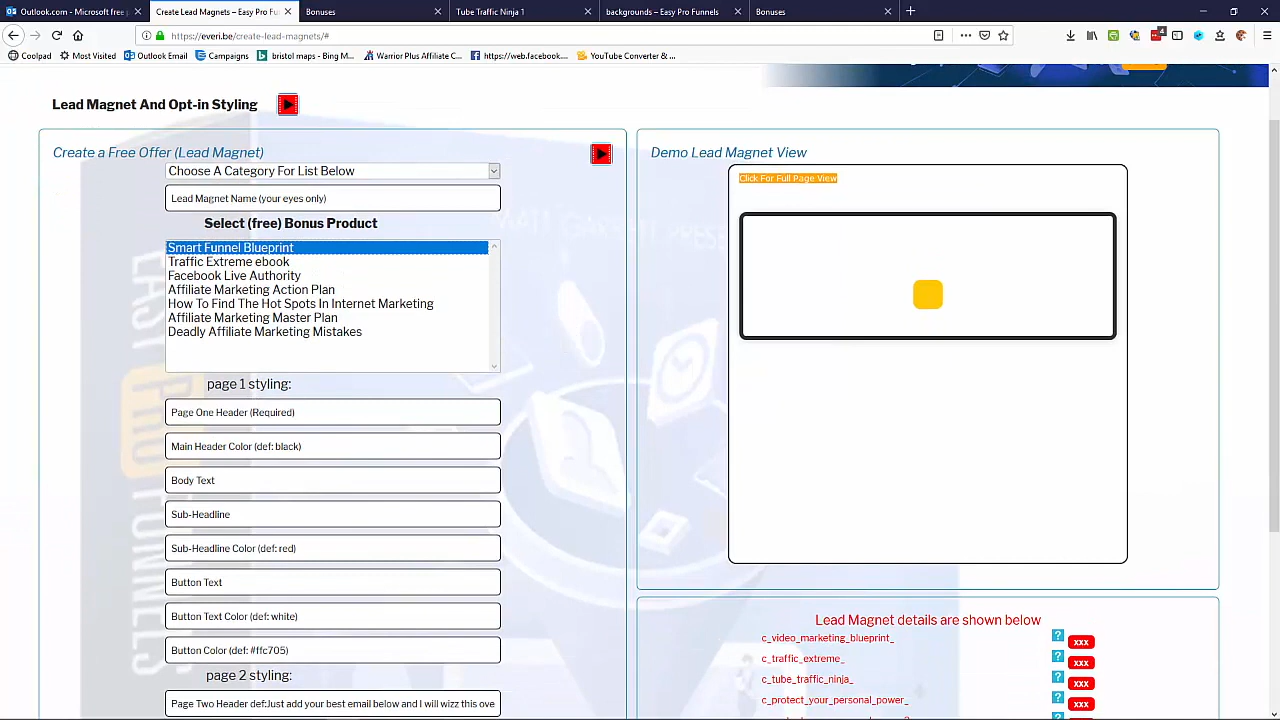 Outlook.com - Microsoft free p
Create Lead Magnets – Easy Pro Fu
Bonuses
Tube Traffic Ninja 1
backgrounds – Easy Pro Funnels
Bonuses
https://everi.be/create-lead-magnets/#
4
Coolpad
Most Visited
Outlook Email
Campaigns
bristol maps - Bing M...
Warrior Plus Affiliate C...
https://web.facebook....
YouTube Converter & ...
Lead Magnet And Opt-in Styling
Create a Free Offer (Lead Magnet)
Choose A Category For List Below
Lead Magnet Name (your eyes only)
Select (free) Bonus Product
Smart Funnel Blueprint
Traffic Extreme ebook
Facebook Live Authority
Affiliate Marketing Action Plan
How To Find The Hot Spots In Internet Marketing
Affiliate Marketing Master Plan
Deadly Affiliate Marketing Mistakes
page 1 styling:
Page One Header (Required)
Main Header Color (def: black)
Body Text
Sub-Headline
Sub-Headline Color (def: red)
Button Text
Button Text Color (def: white)
Button Color (def: #ffc705)
page 2 styling:
Page Two Header def:Just add your best email below and I will wizz this ove
Demo Lead Magnet View
Click For Full Page View
Lead Magnet details are shown below
c_video_marketing_blueprint_ ? xxx
c_traffic_extreme_ ? xxx
c_tube_traffic_ninja_ ? xxx
c_protect_your_personal_power_ ? xxx
EASY
Pro
FUNNELS